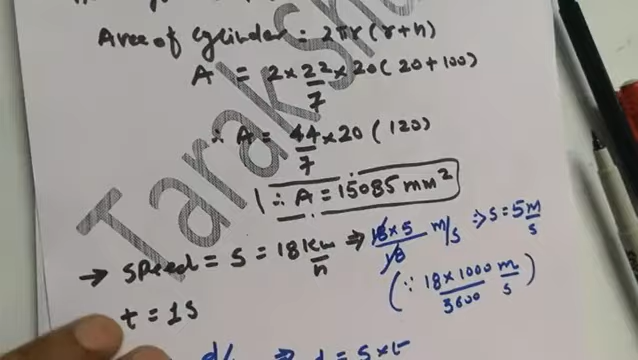 Area of Cylinder = 2πr(r+h)
A = 2 × 22/7 × 20 (20 + 100)
∴ A = 44/7 × 20 (120)
∴ A = 15085 mm²
→ Speed = S = 18 km/h ⇒ 18 × 5/18 m/s ⇒ S = 5 m/s
(∵ 18 × 1000/3600 m/s)
t = 1s
⇒ d = S × t
Tarak